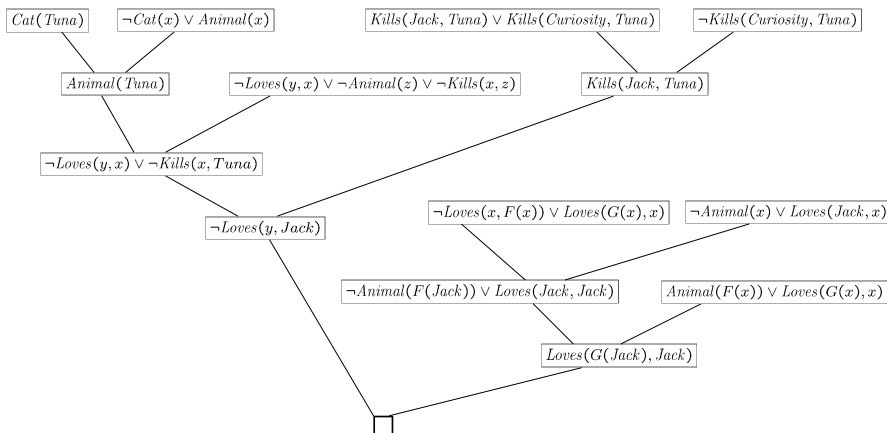 Cat(Tuna)
¬Cat(x) ∨ Animal(x)
Kills(Jack, Tuna) ∨ Kills(Curiosity, Tuna)
¬Kills(Curiosity, Tuna)
Animal(Tuna)
¬Loves(y, x) ∨ ¬Animal(z) ∨ ¬Kills(x, z)
Kills(Jack, Tuna)
¬Loves(y, x) ∨ ¬Kills(x, Tuna)
¬Loves(x, F(x)) ∨ Loves(G(x), x)
¬Animal(x) ∨ Loves(Jack, x)
¬Loves(y, Jack)
¬Animal(F(Jack)) ∨ Loves(Jack, Jack)
Animal(F(x)) ∨ Loves(G(x), x)
Loves(G(Jack), Jack)